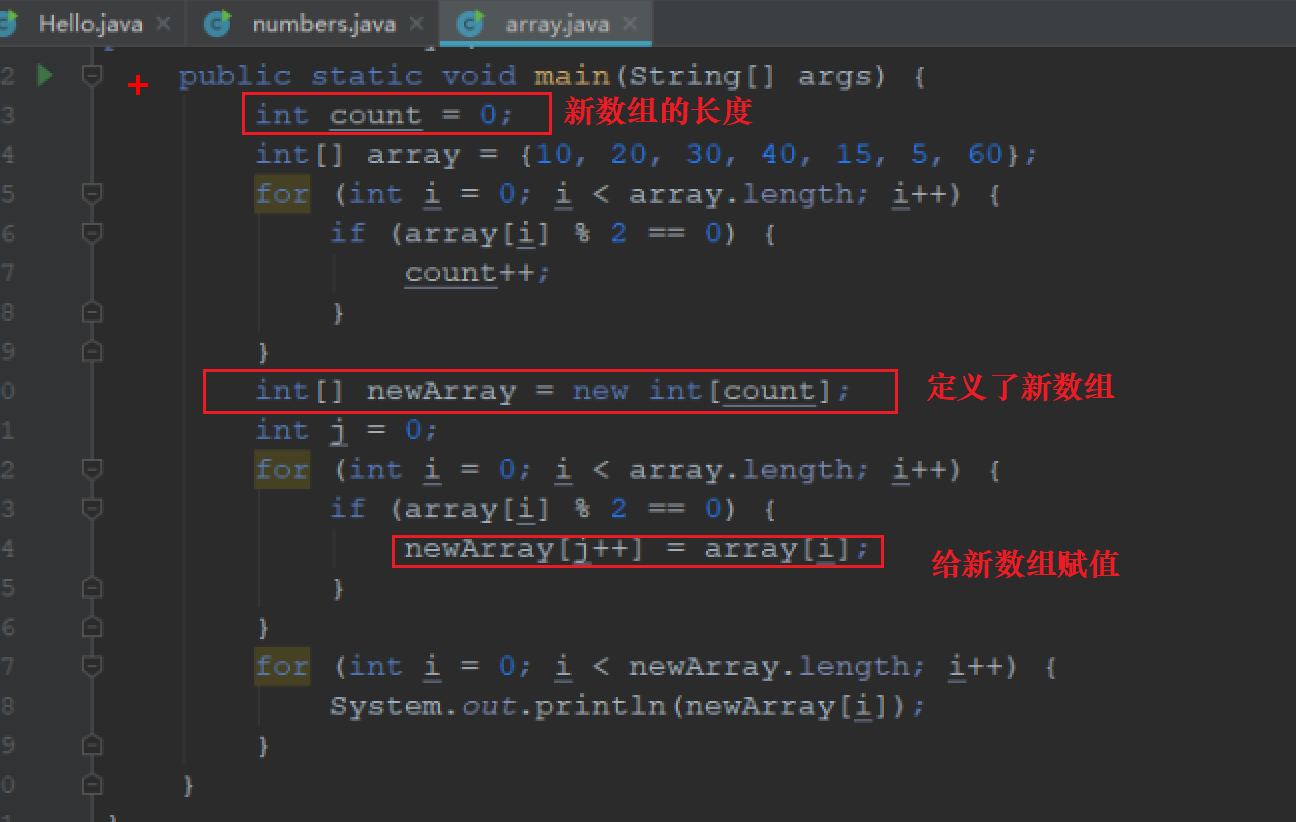 Hello.java numbers.java array.java
2 public static void main(String[] args) {
3 int count = 0; 新数组的长度
4 int[] array = {10, 20, 30, 40, 15, 5, 60};
5 for (int i = 0; i < array.length; i++) {
6 if (array[i] % 2 == 0) {
7 count++;
8 }
9 }
0 int[] newArray = new int[count]; 定义了新数组
1 int j = 0;
2 for (int i = 0; i < array.length; i++) {
3 if (array[i] % 2 == 0) {
4 newArray[j++] = array[i]; 给新数组赋值
5 }
6 }
7 for (int i = 0; i < newArray.length; i++) {
8 System.out.println(newArray[i]);
9 }
0 }